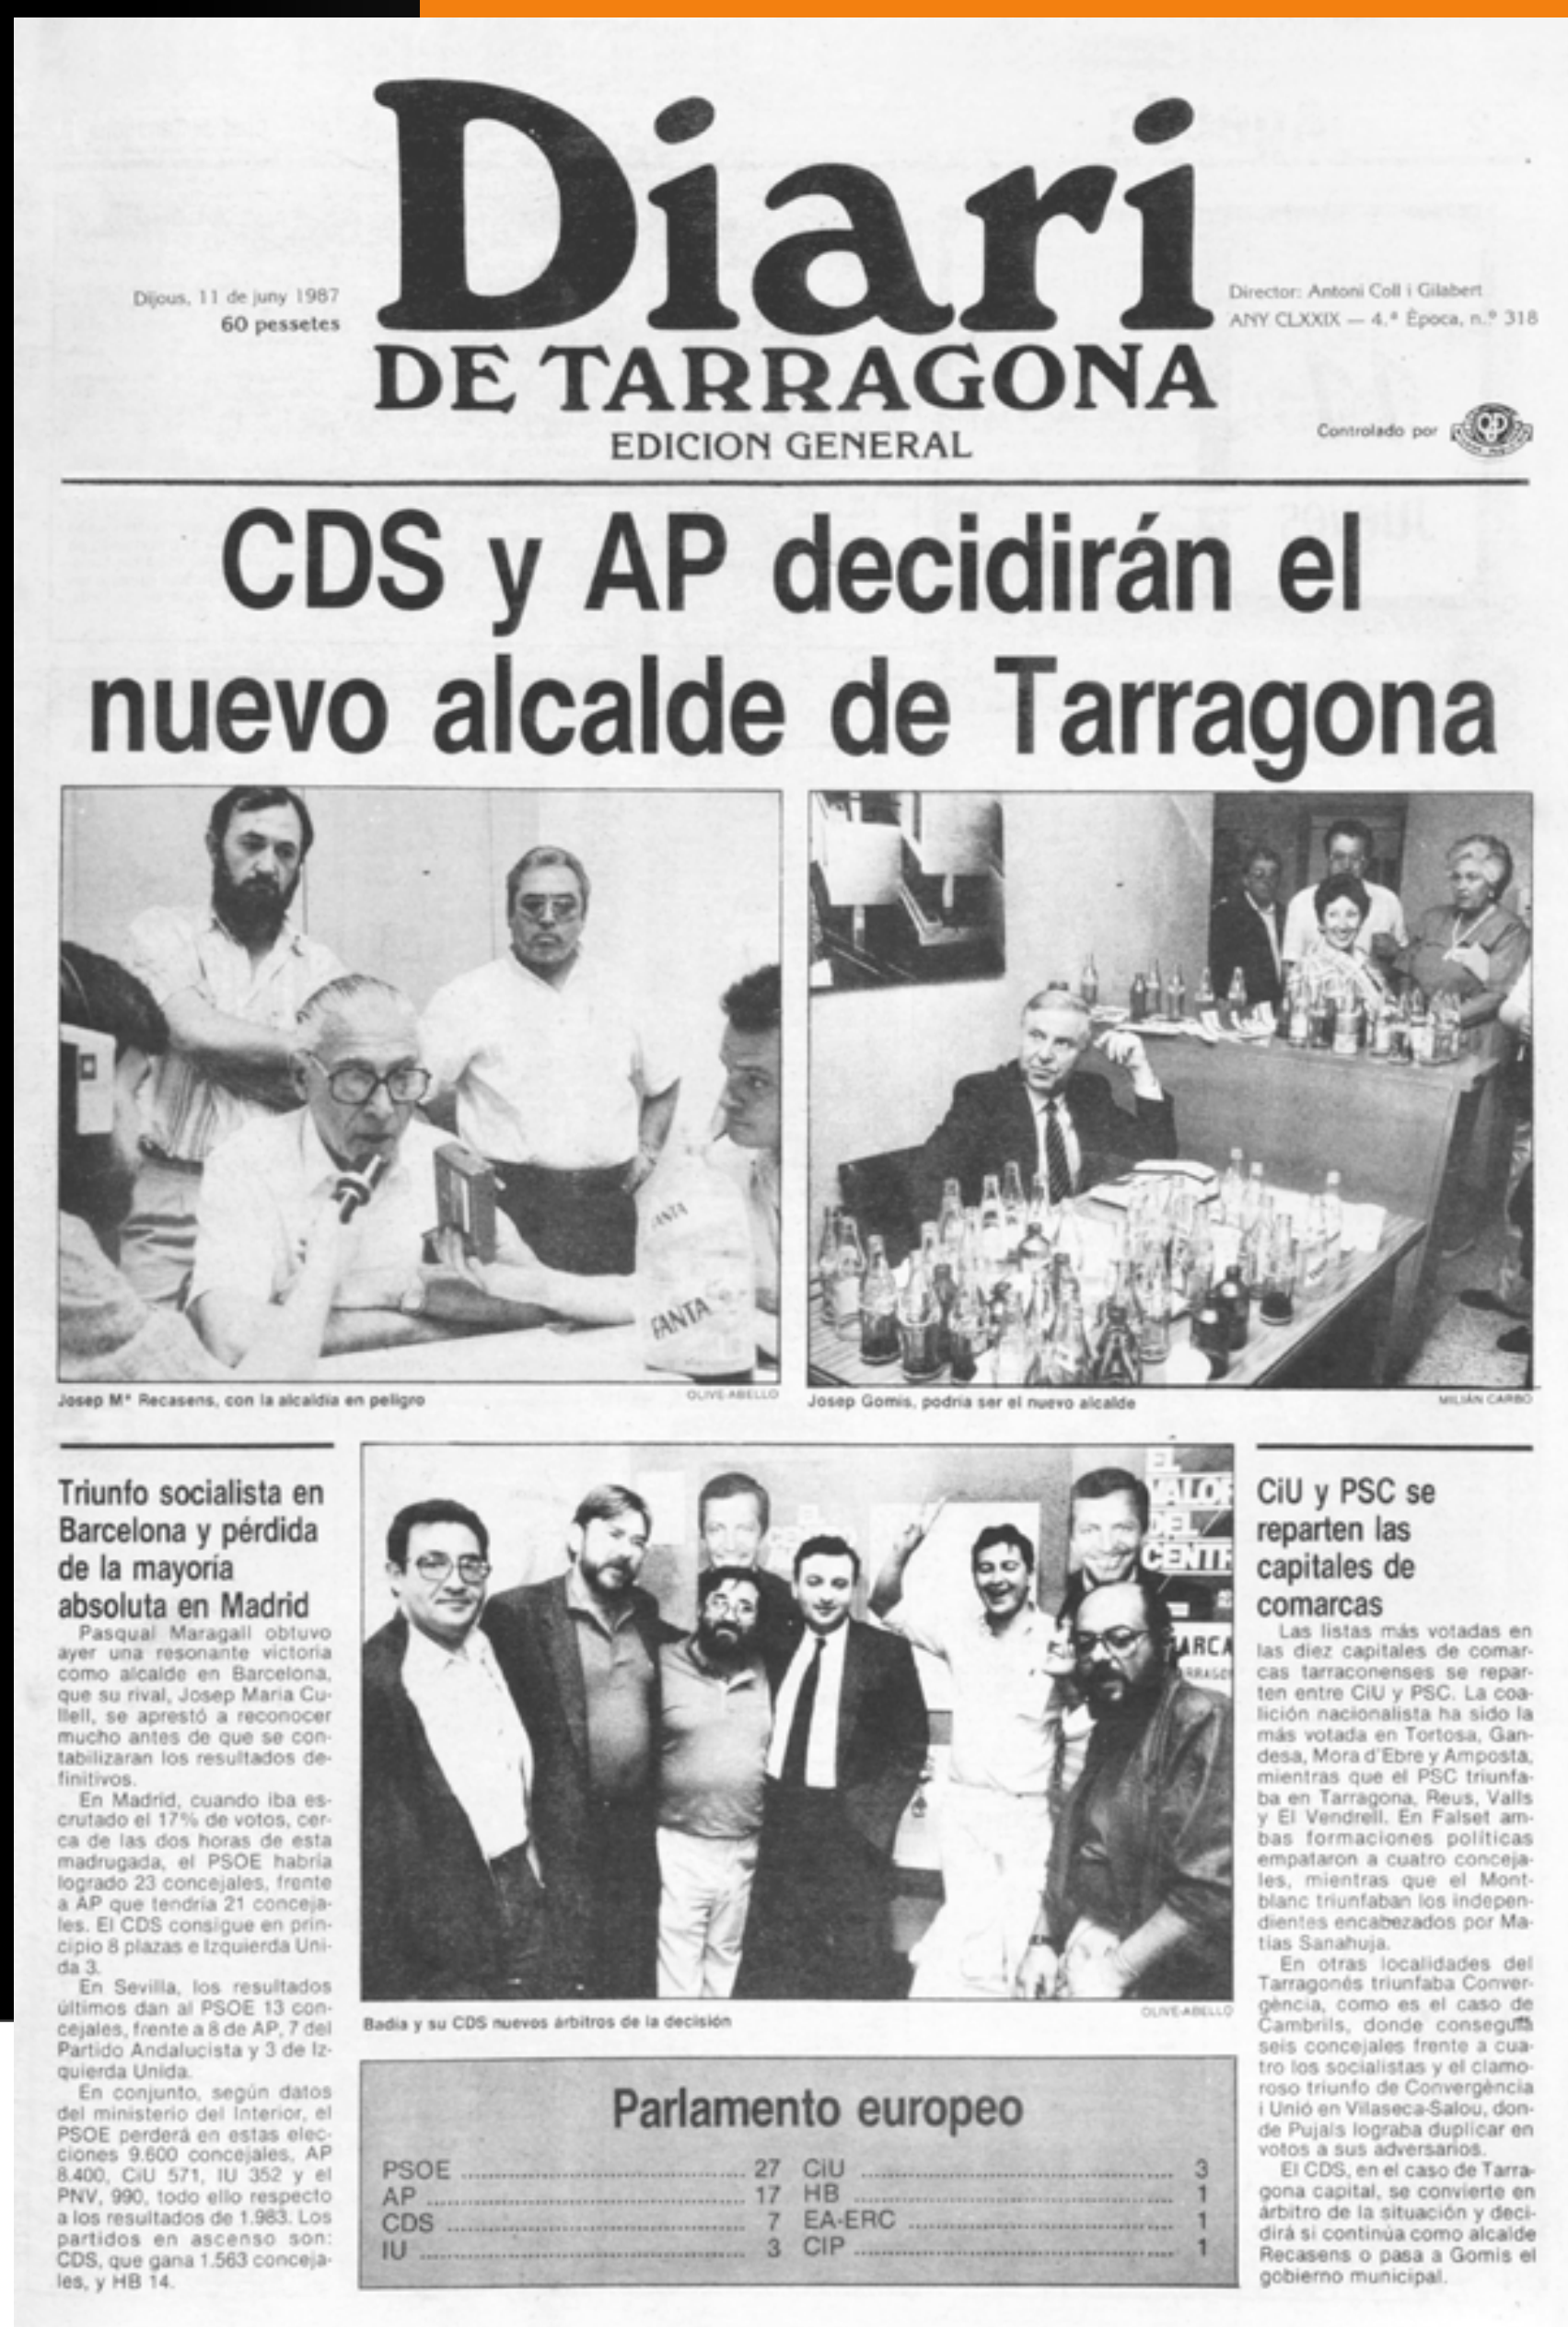 Diari
DE TARRAGONA
EDICION GENERAL
Dijous, 11 de juny 1987
60 pessetes
Director: Antoni Coll i Gilabert
ANY CLXXIX — 4.ª Època, n.º 318
Controlado por
CDS y AP decidirán el
nuevo alcalde de Tarragona
FANTA
Josep Mª Recasens, con la alcaldía en peligro
OLIVE-ABELLO
Josep Gomis, podría ser el nuevo alcalde
MILIÁN CARBÓ
Triunfo socialista en
Barcelona y pérdida
de la mayoría
absoluta en Madrid
Pasqual Maragall obtuvo
ayer una resonante victoria
como alcalde en Barcelona,
que su rival, Josep Maria Cu-
llell, se aprestó a reconocer
mucho antes de que se con-
tabilizaran los resultados de-
finitivos.
En Madrid, cuando iba es-
crutado el 17% de votos, cer-
ca de las dos horas de esta
madrugada, el PSOE habría
logrado 23 concejales, frente
a AP que tendría 21 conceja-
les. El CDS consigue en prin-
cipio 8 plazas e Izquierda Uni-
da 3.
En Sevilla, los resultados
últimos dan al PSOE 13 con-
cejales, frente a 8 de AP, 7 del
Partido Andalucista y 3 de Iz-
quierda Unida.
En conjunto, según datos
del ministerio del Interior, el
PSOE perderá en estas elec-
ciones 9.600 concejales, AP
8.400, CiU 571, IU 352 y el
PNV, 990, todo ello respecto
a los resultados de 1.983. Los
partidos en ascenso son:
CDS, que gana 1.563 conceja-
les, y HB 14.
EL
VALOR
DEL
CENTR
Badia y su CDS nuevos árbitros de la decisión
OLIVE-ABELLO
Parlamento europeo
PSOE 27
AP 17
CDS 7
IU 3
CiU 3
HB 1
EA-ERC 1
CIP 1
CiU y PSC se
reparten las
capitales de
comarcas
Las listas más votadas en
las diez capitales de comar-
cas tarraconenses se repar-
ten entre CiU y PSC. La coa-
lición nacionalista ha sido la
más votada en Tortosa, Gan-
desa, Mora d'Ebre y Amposta,
mientras que el PSC triunfa-
ba en Tarragona, Reus, Valls
y El Vendrell. En Falset am-
bas formaciones políticas
empataron a cuatro conceja-
les, mientras que el Mont-
blanc triunfaban los indepen-
dientes encabezados por Ma-
tías Sanahuja.
En otras localidades del
Tarragonés triunfaba Conver-
gència, como es el caso de
Cambrils, donde conseguía
seis concejales frente a cua-
tro los socialistas y el clamo-
roso triunfo de Convergència
i Unió en Vilaseca-Salou, don-
de Pujals lograba duplicar en
votos a sus adversarios.
El CDS, en el caso de Tarra-
gona capital, se convierte en
árbitro de la situación y deci-
dirá si continúa como alcalde
Recasens o pasa a Gomis el
gobierno municipal.